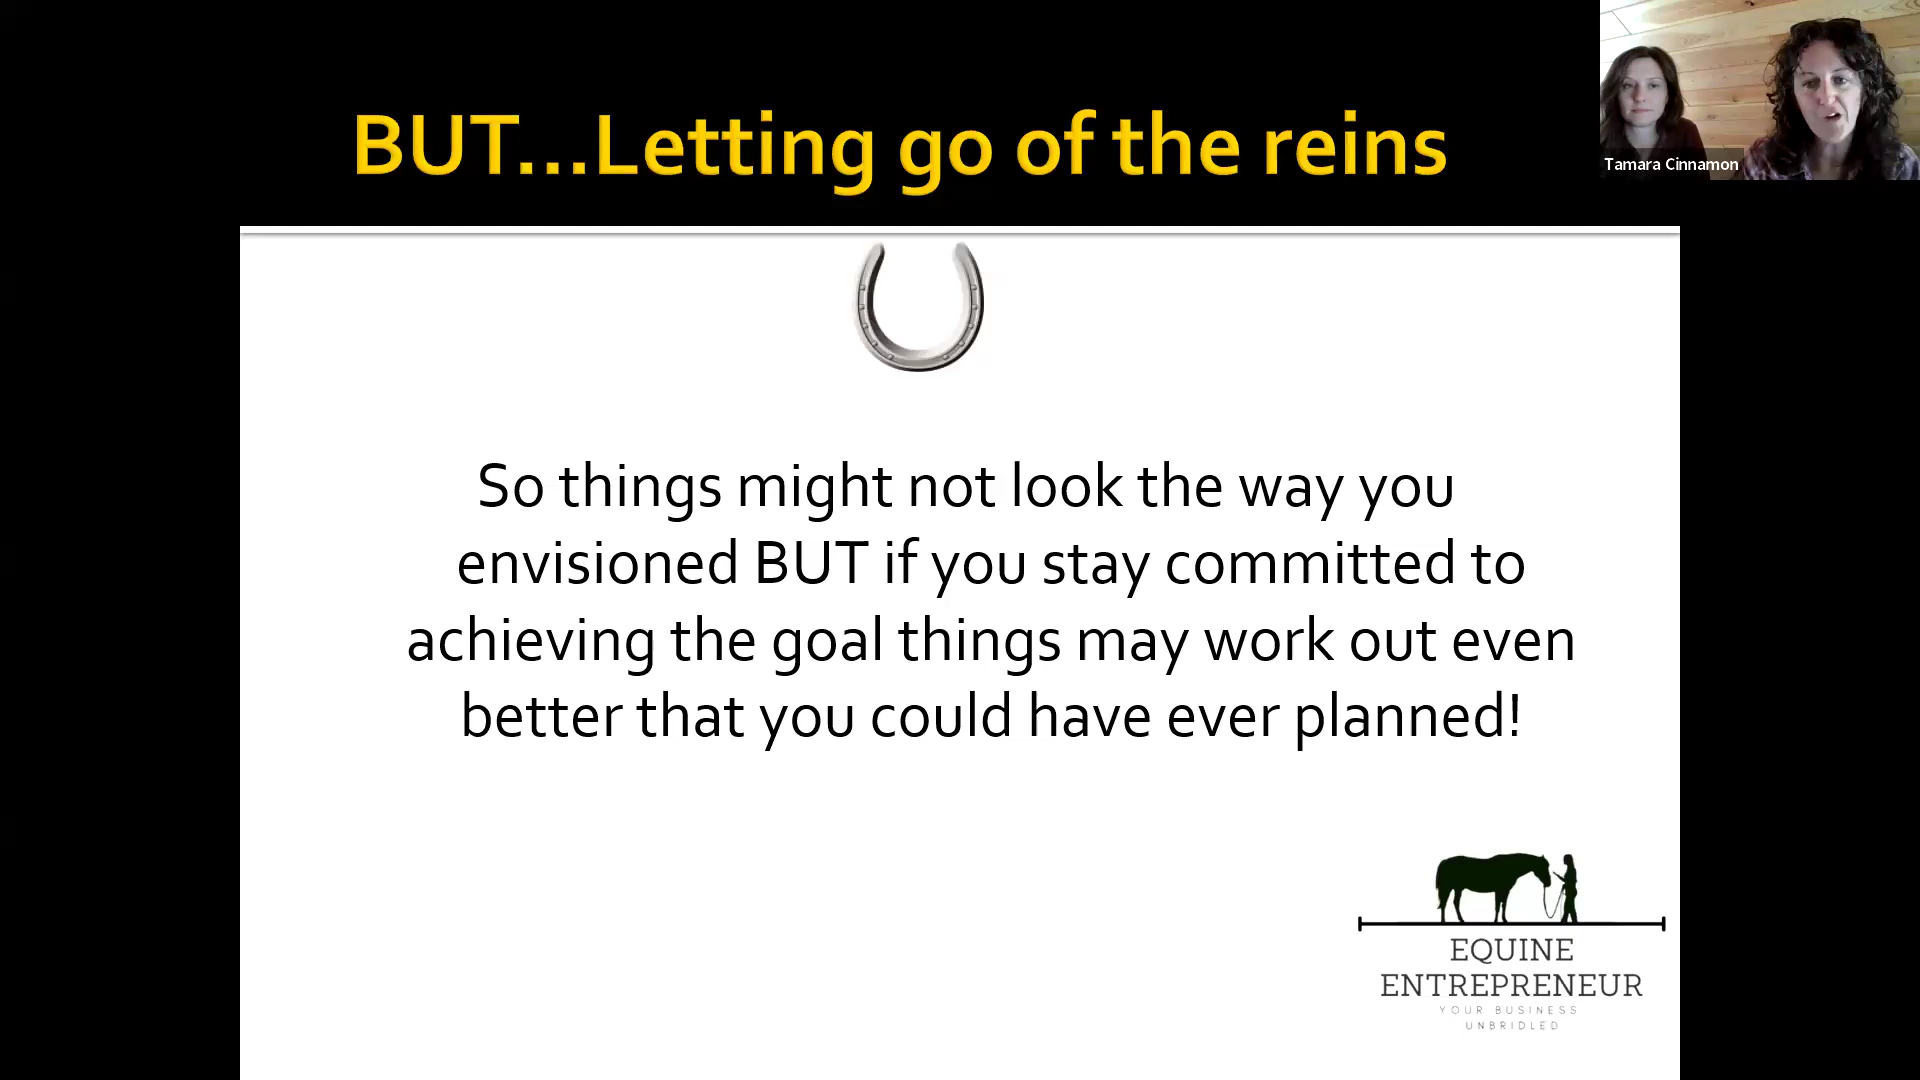 BUT...Letting go of the reins
Tamara Cinnamon
So things might not look the way you
envisioned BUT if you stay committed to
achieving the goal things may work out even
better that you could have ever planned!
EQUINE
ENTREPRENEUR
YOUR BUSINESS
UNBRIDLED